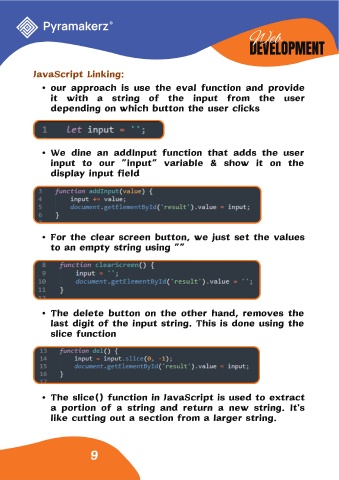 Pyramakerz®
Web
DEVELOPMENT
JavaScript Linking:
• our approach is use the eval function and provide
it with a string of the input from the user
depending on which button the user clicks
1 let input = '';
• We dine an addInput function that adds the user
input to our "input" variable & show it on the
display input field
3 function addInput(value) {
4 input += value;
5 document.getElementById('result').value = input;
6 }
• For the clear screen button, we just set the values
to an empty string using ""
8 function clearScreen() {
9 input = '';
10 document.getElementById('result').value = '';
11 }
12
• The delete button on the other hand, removes the
last digit of the input string. This is done using the
slice function
13 function del() {
14 input = input.slice(0, -1);
15 document.getElementById('result').value = input;
16 }
17
• The slice() function in JavaScript is used to extract
a portion of a string and return a new string. It's
like cutting out a section from a larger string.
9